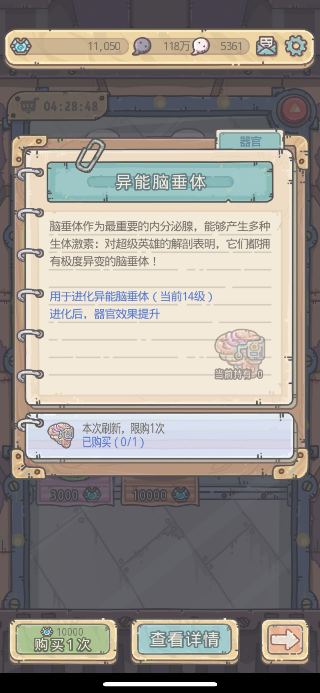 11,050
118万
5361
04:28:48
器官
异能脑垂体
脑垂体作为最重要的内分泌腺，能够产生多种
生体激素：对超级英雄的解剖表明，它们都拥
有极度异变的脑垂体！
用于进化异能脑垂体（当前14级）
进化后，器官效果提升
当前持有:0
本次刷新，限购1次
已购买（0/1）
3000
10000
10000
购买1次
查看详情